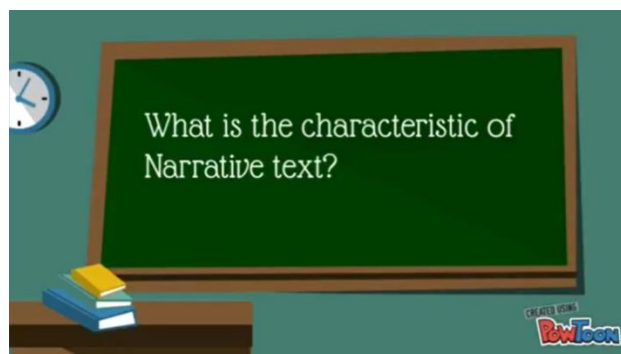 What is the characteristic of
Narrative text?
CREATED USING
POWTOON